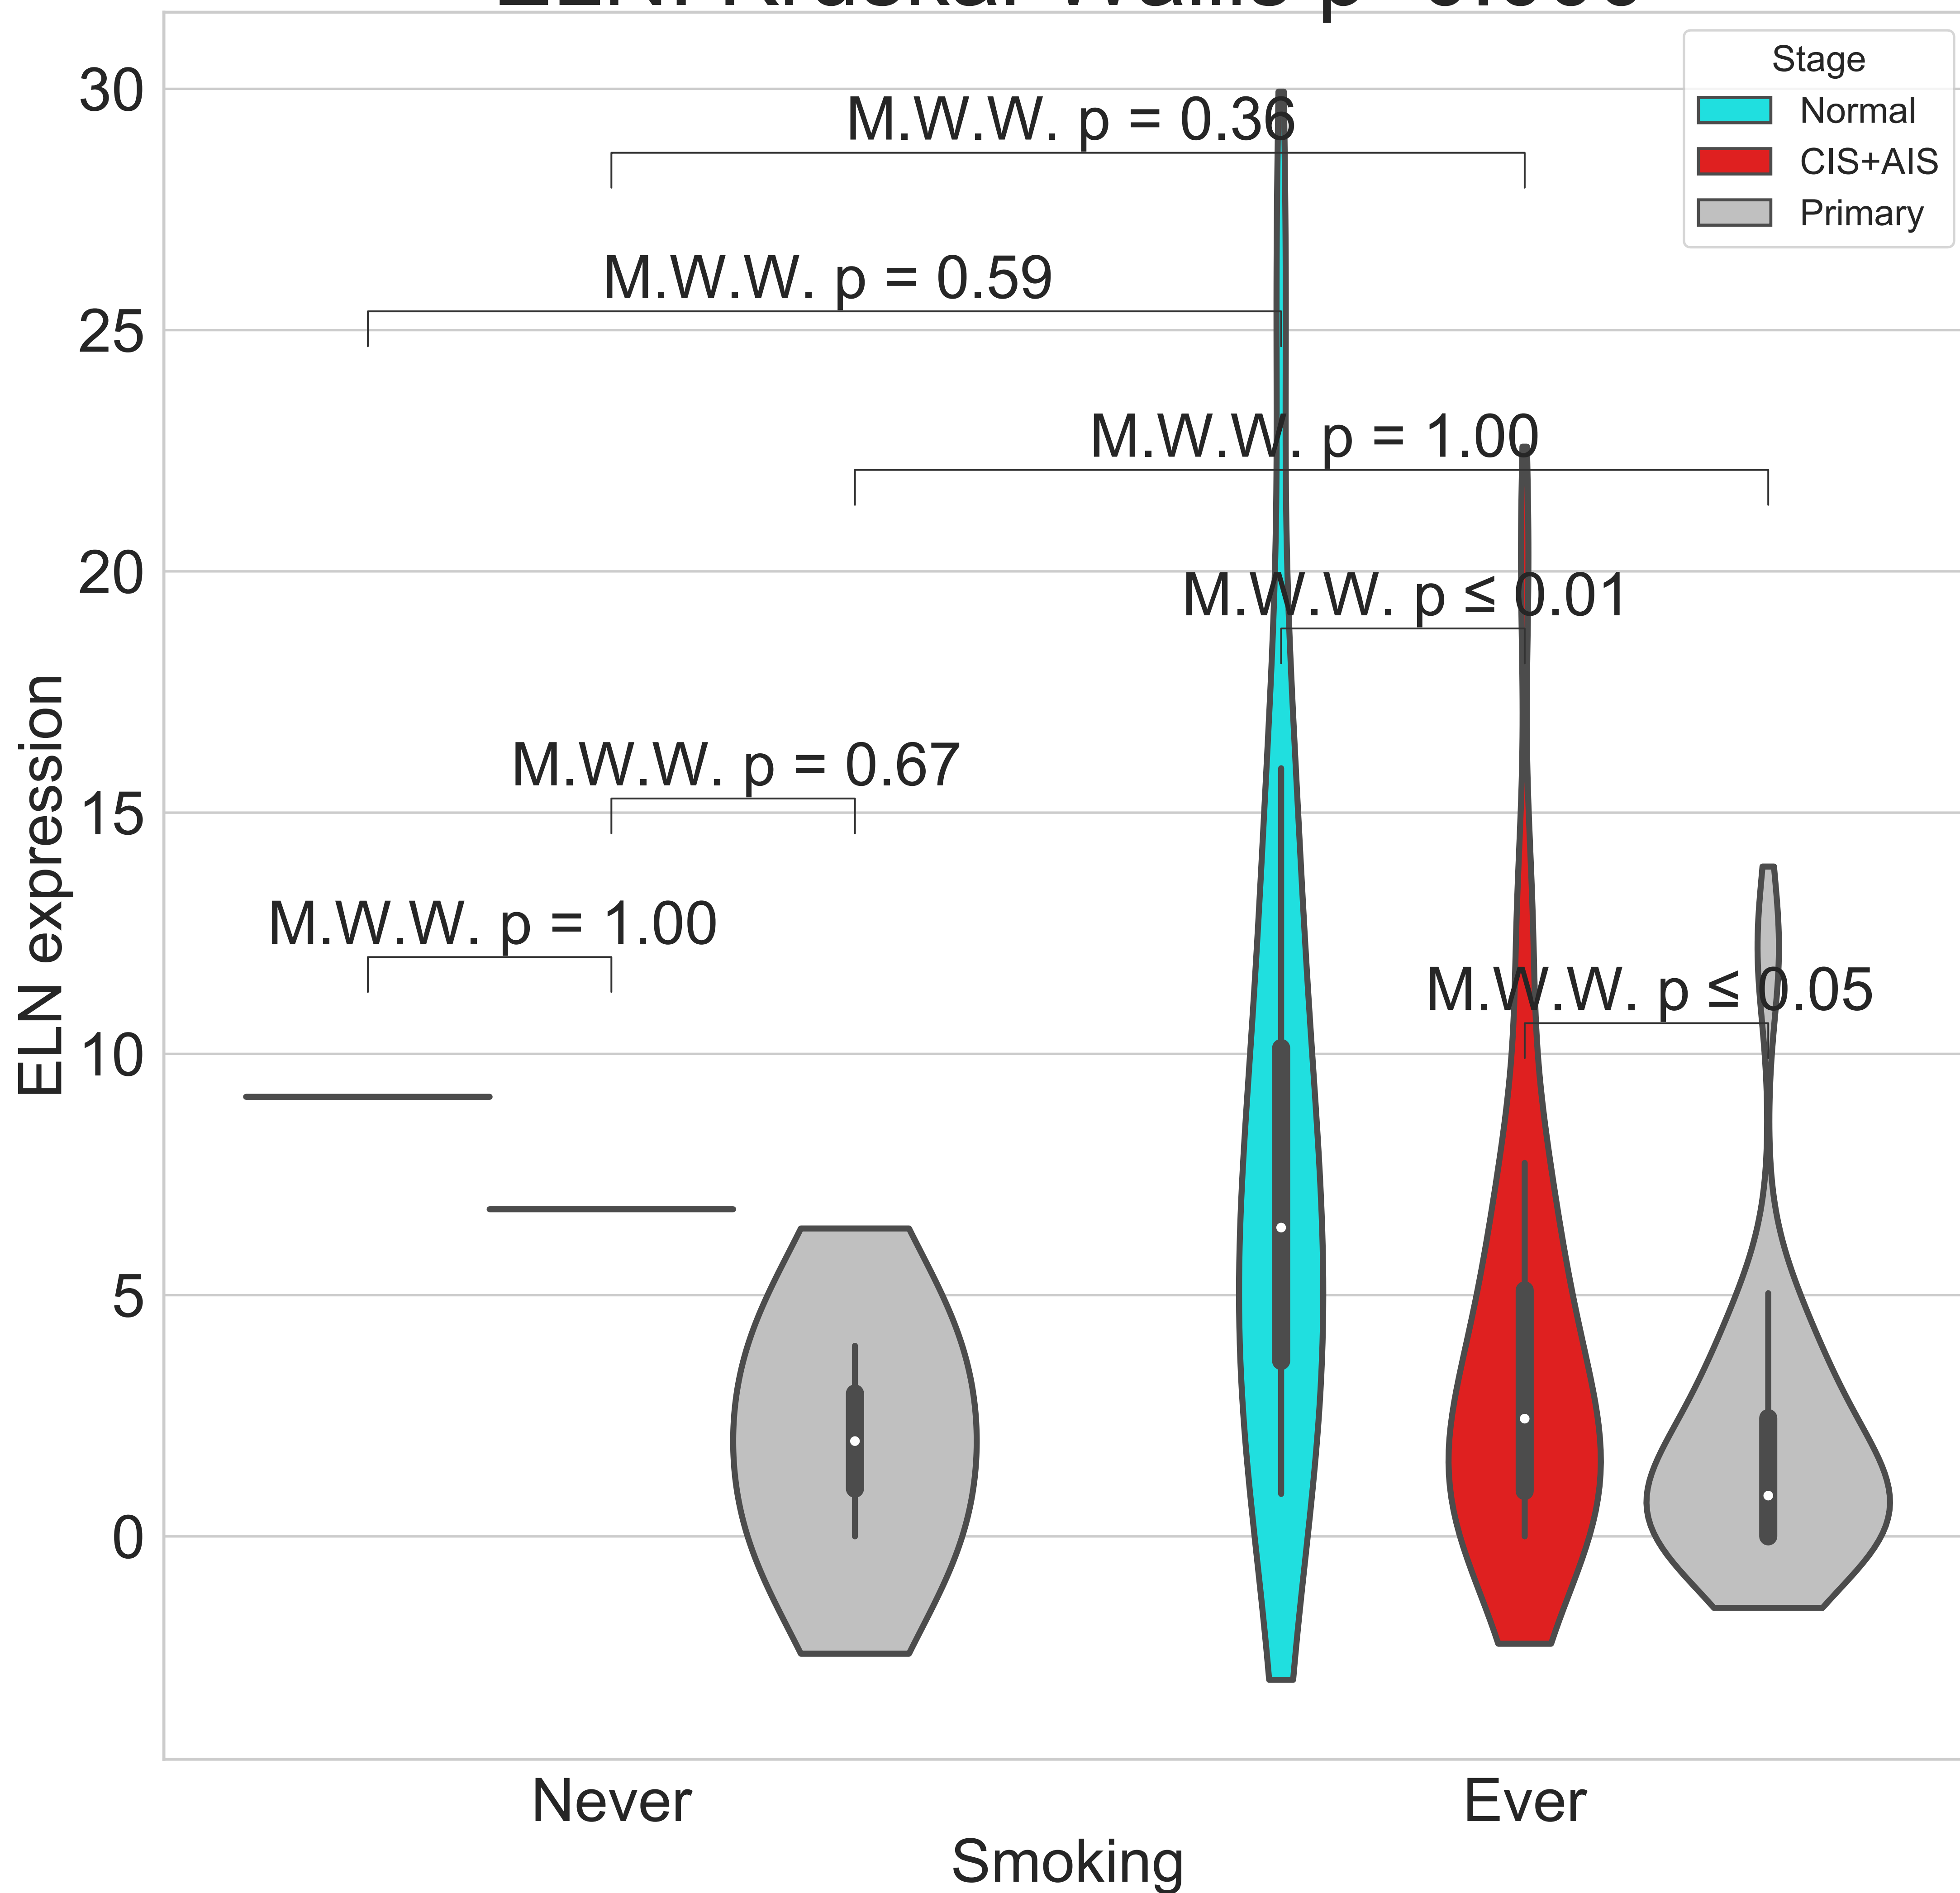 Stage
Normal
CIS+AIS
Primary
M.W.W. p = 0.36
M.W.W. p = 0.59
M.W.W. p = 1.00
M.W.W. p ≤ 0.01
M.W.W. p = 0.67
M.W.W. p = 1.00
M.W.W. p ≤ 0.05
30
25
20
15
10
5
0
ELN expression
Never
Ever
Smoking